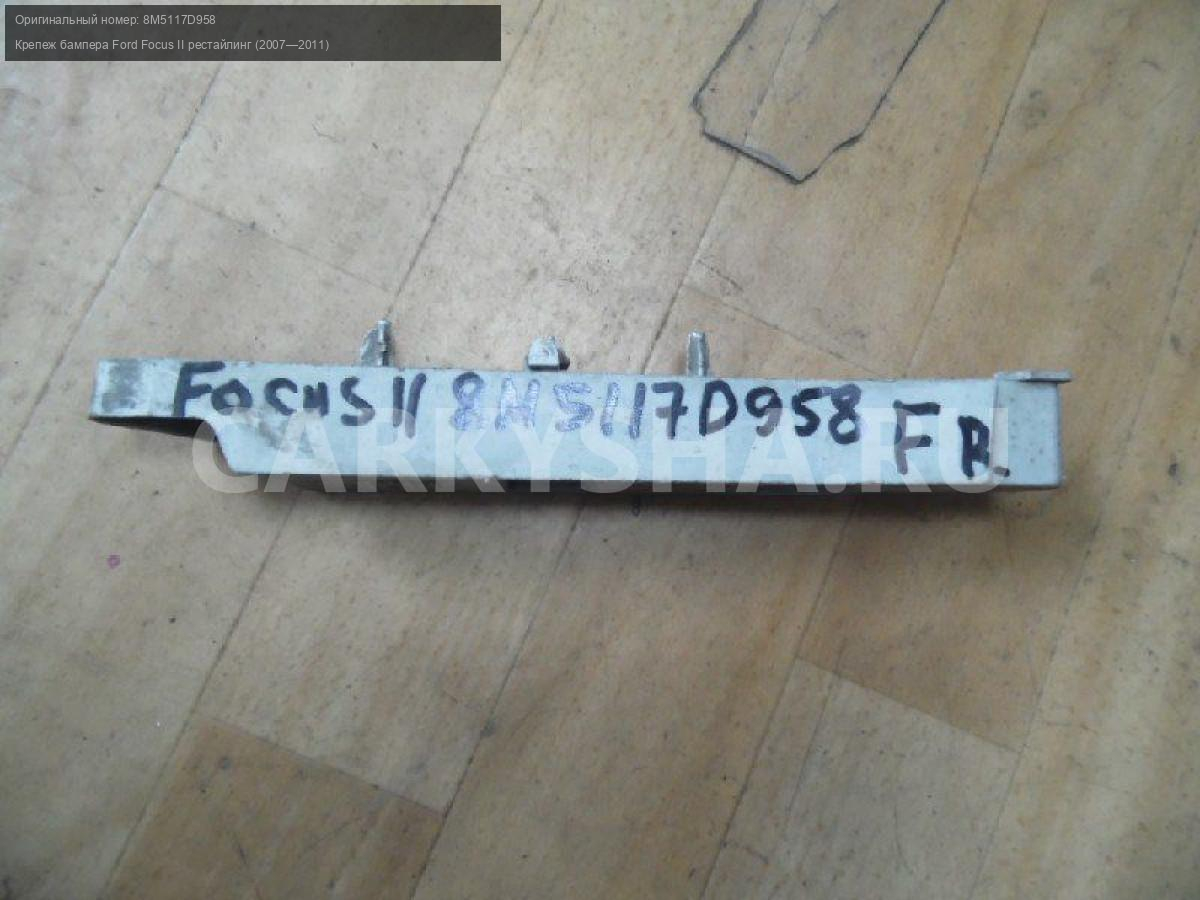 Оригинальный номер: 8M5117D958
Крепеж бампера Ford Focus II рестайлинг (2007—2011)
FOCUS II 8M5117D958 FR
CARKYSHA.RU